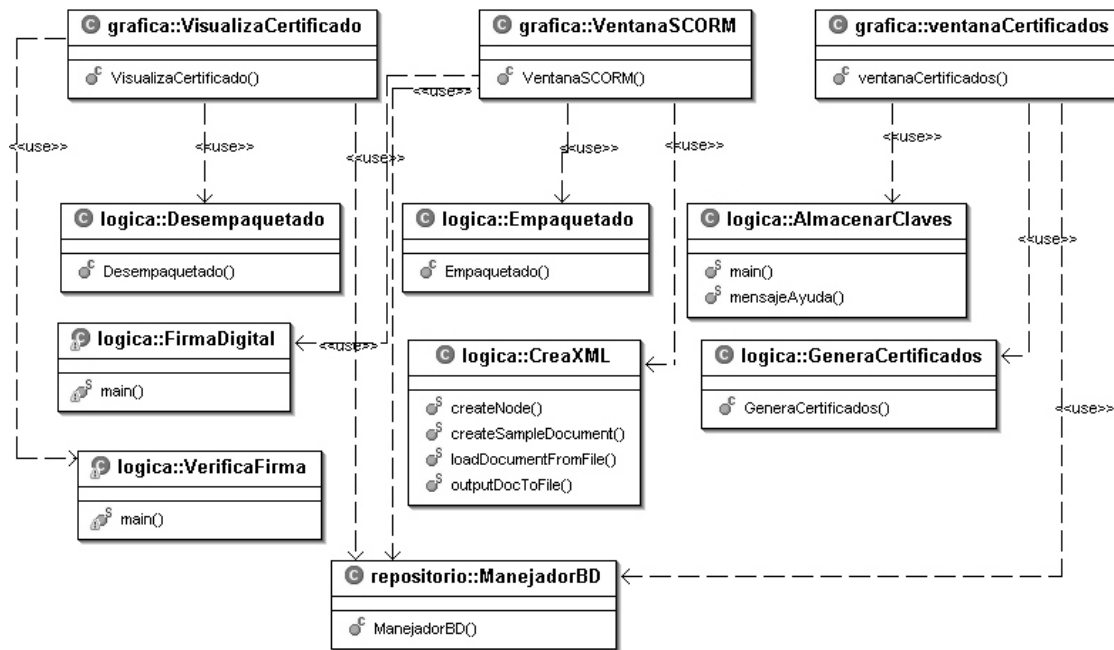 C grafica::VisualizaCertificado
C VisualizaCertificado()
C grafica::VentanaSCORM
C VentanaSCORM()
C grafica::ventanaCertificados
C ventanaCertificados()
<<use>>
<<use>>
<<use>>
<<use>>
<<use>>
<<use>>
<<use>>
<<use>>
<<use>>
<<use>>
C logica::Desempaquetado
C Desempaquetado()
C logica::Empaquetado
C Empaquetado()
C logica::AlmacenarClaves
S main()
S mensajeAyuda()
C logica::FirmaDigital
S main()
C logica::CreaXML
S createNode()
S createSampleDocument()
S loadDocumentFromFile()
S outputDocToFile()
C logica::GeneraCertificados
C GeneraCertificados()
C logica::VerificaFirma
S main()
C repositorio::ManejadorBD
C ManejadorBD()